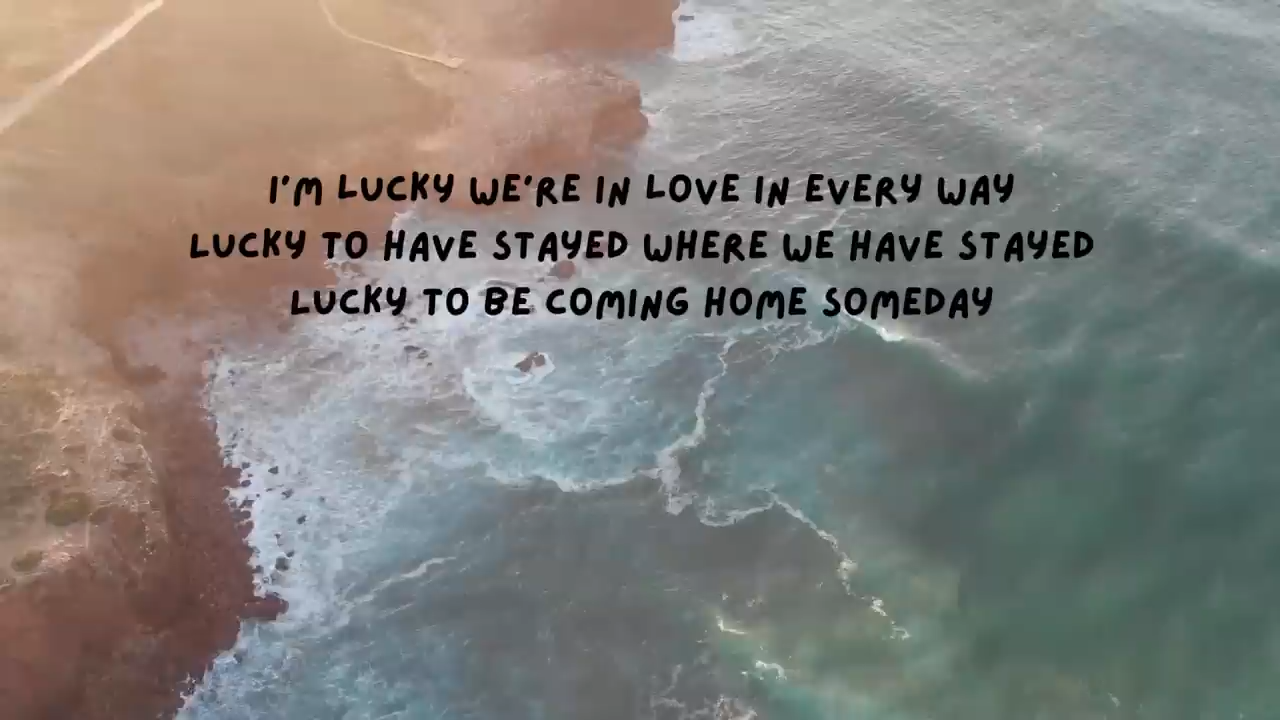 I'M LUCKY WE'RE IN LOVE IN EVERY WAY
LUCKY TO HAVE STAYED WHERE WE HAVE STAYED
LUCKY TO BE COMING HOME SOMEDAY